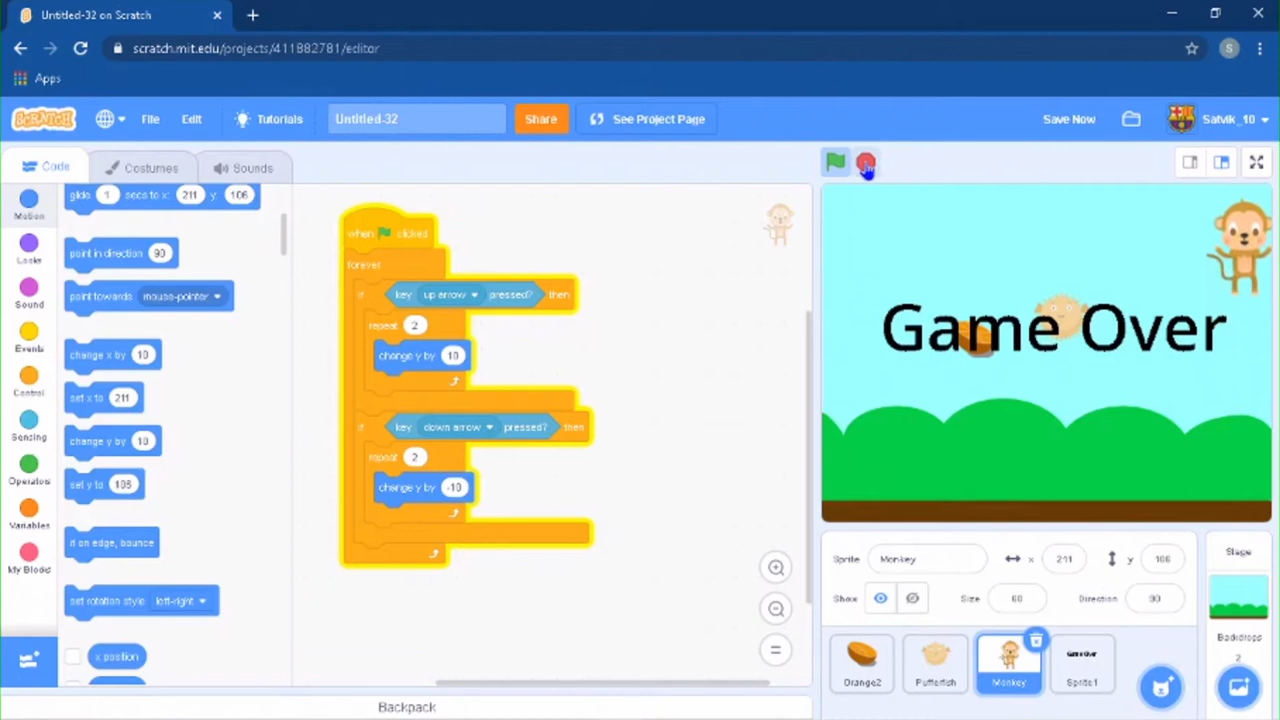 Untitled-32 on Scratch
scratch.mit.edu/projects/411882781/editor
S
Apps
SCRATCH File Edit Tutorials Untitled-32 Share See Project Page Save Now Satvik_10
Code Costumes Sounds
Motion
Looks
Sound
Events
Control
Sensing
Operators
Variables
My Blocks
glide 1 secs to x: 211 y: 106
point in direction 90
point towards mouse-pointer
change x by 10
set x to 211
change y by 10
set y to 106
if on edge, bounce
set rotation style left-right
x position
when clicked
forever
if key up arrow pressed? then
repeat 2
change y by 10
if key down arrow pressed? then
repeat 2
change y by -10
Game Over
Sprite Monkey x 211 y 106
Show Size 60 Direction 90
Orange2
Pufferfish
Monkey
Game Over
Sprite1
Stage
Backdrops
2
Backpack